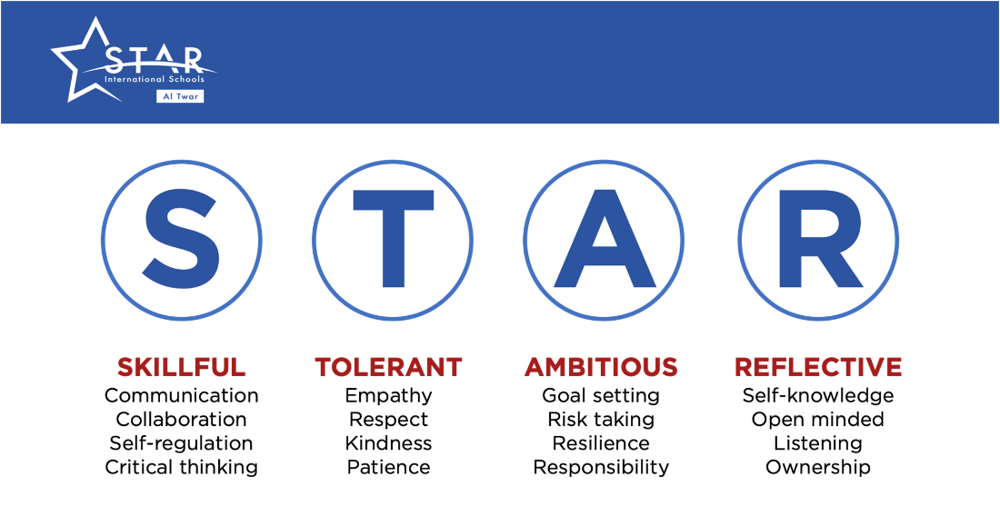 STAR
International Schools
Al Twar
S T A R
SKILLFUL
Communication
Collaboration
Self-regulation
Critical thinking
TOLERANT
Empathy
Respect
Kindness
Patience
AMBITIOUS
Goal setting
Risk taking
Resilience
Responsibility
REFLECTIVE
Self-knowledge
Open minded
Listening
Ownership